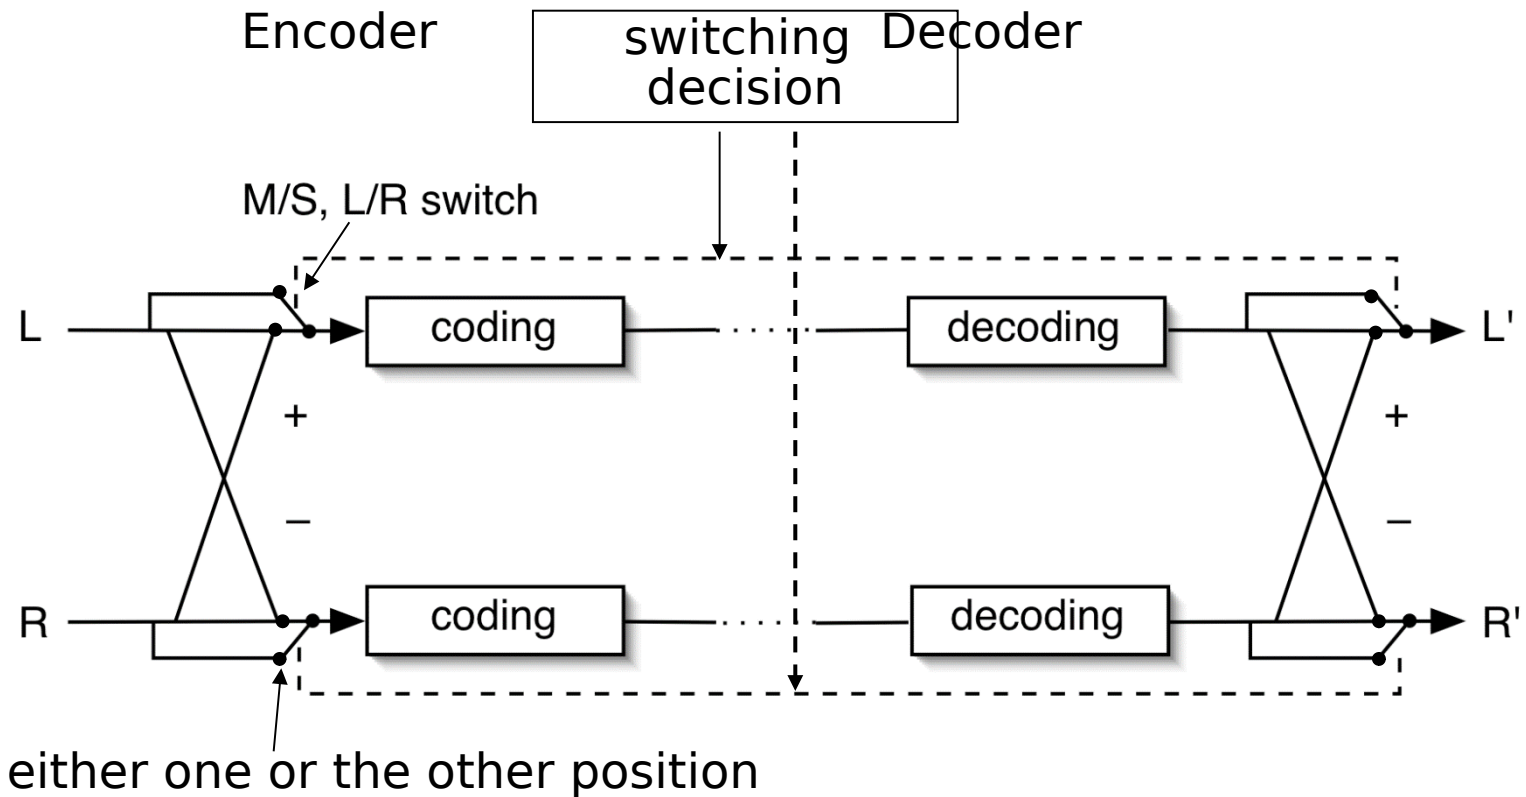 Encoder
switching
decision
Decoder
M/S, L/R switch
L
coding
decoding
L'
+
+
−
−
R
coding
decoding
R'
either one or the other position